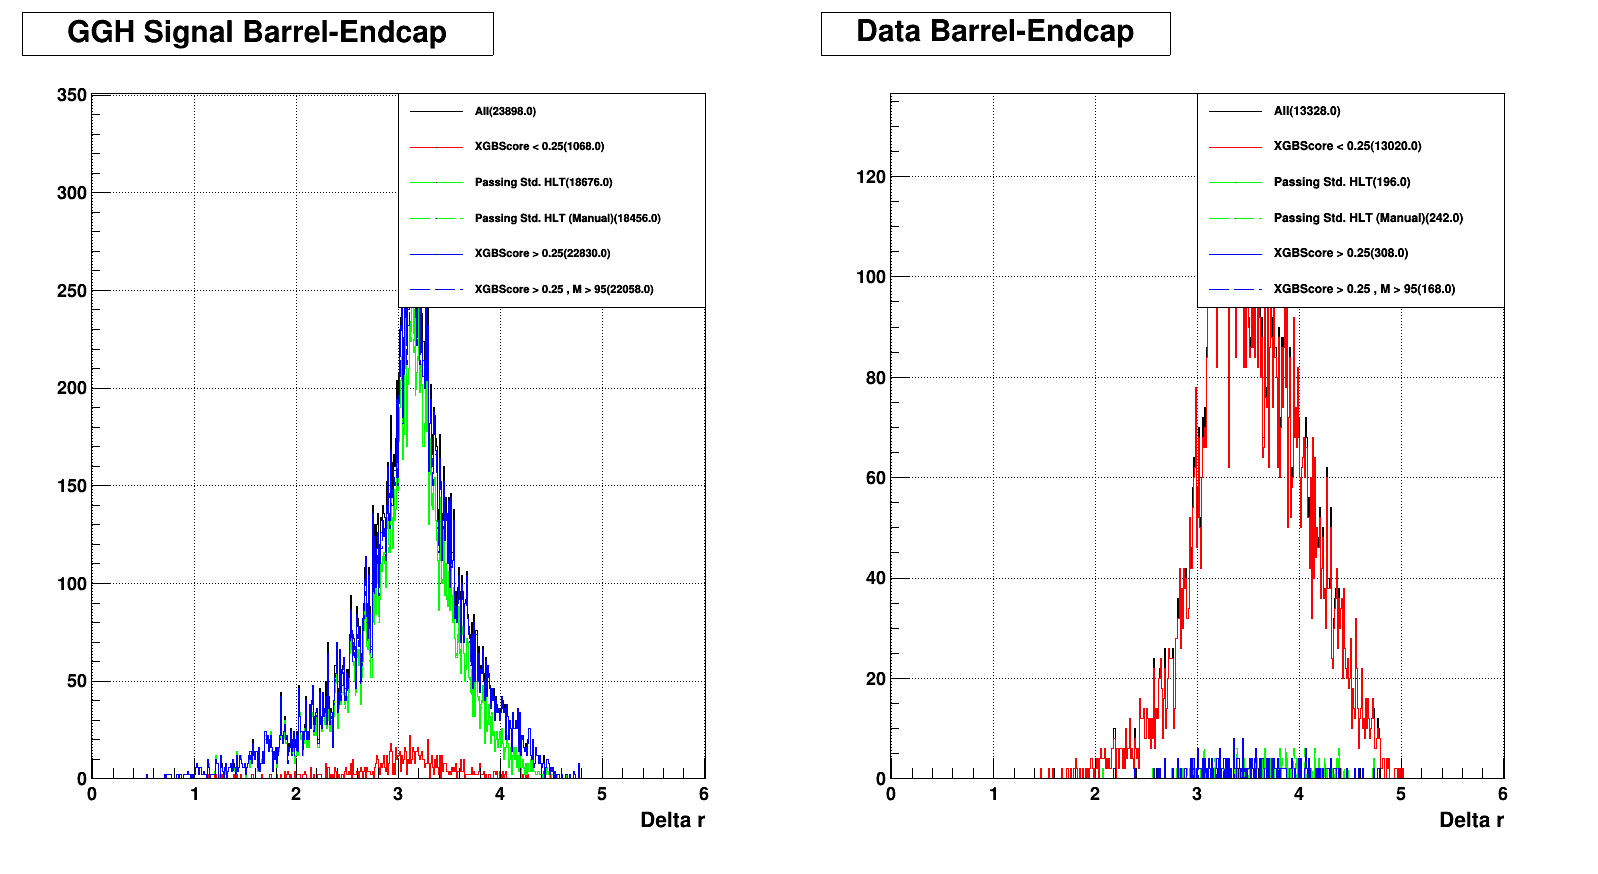 GGH Signal Barrel-Endcap
350
300
250
200
150
100
50
0
0 1 2 3 4 5 6
Delta r
All(23898.0)
XGBScore < 0.25(1068.0)
Passing Std. HLT(18676.0)
Passing Std. HLT (Manual)(18456.0)
XGBScore > 0.25(22830.0)
XGBScore > 0.25 , M > 95(22058.0)
Data Barrel-Endcap
120
100
80
60
40
20
0
0 1 2 3 4 5 6
Delta r
All(13328.0)
XGBScore < 0.25(13020.0)
Passing Std. HLT(196.0)
Passing Std. HLT (Manual)(242.0)
XGBScore > 0.25(308.0)
XGBScore > 0.25 , M > 95(168.0)